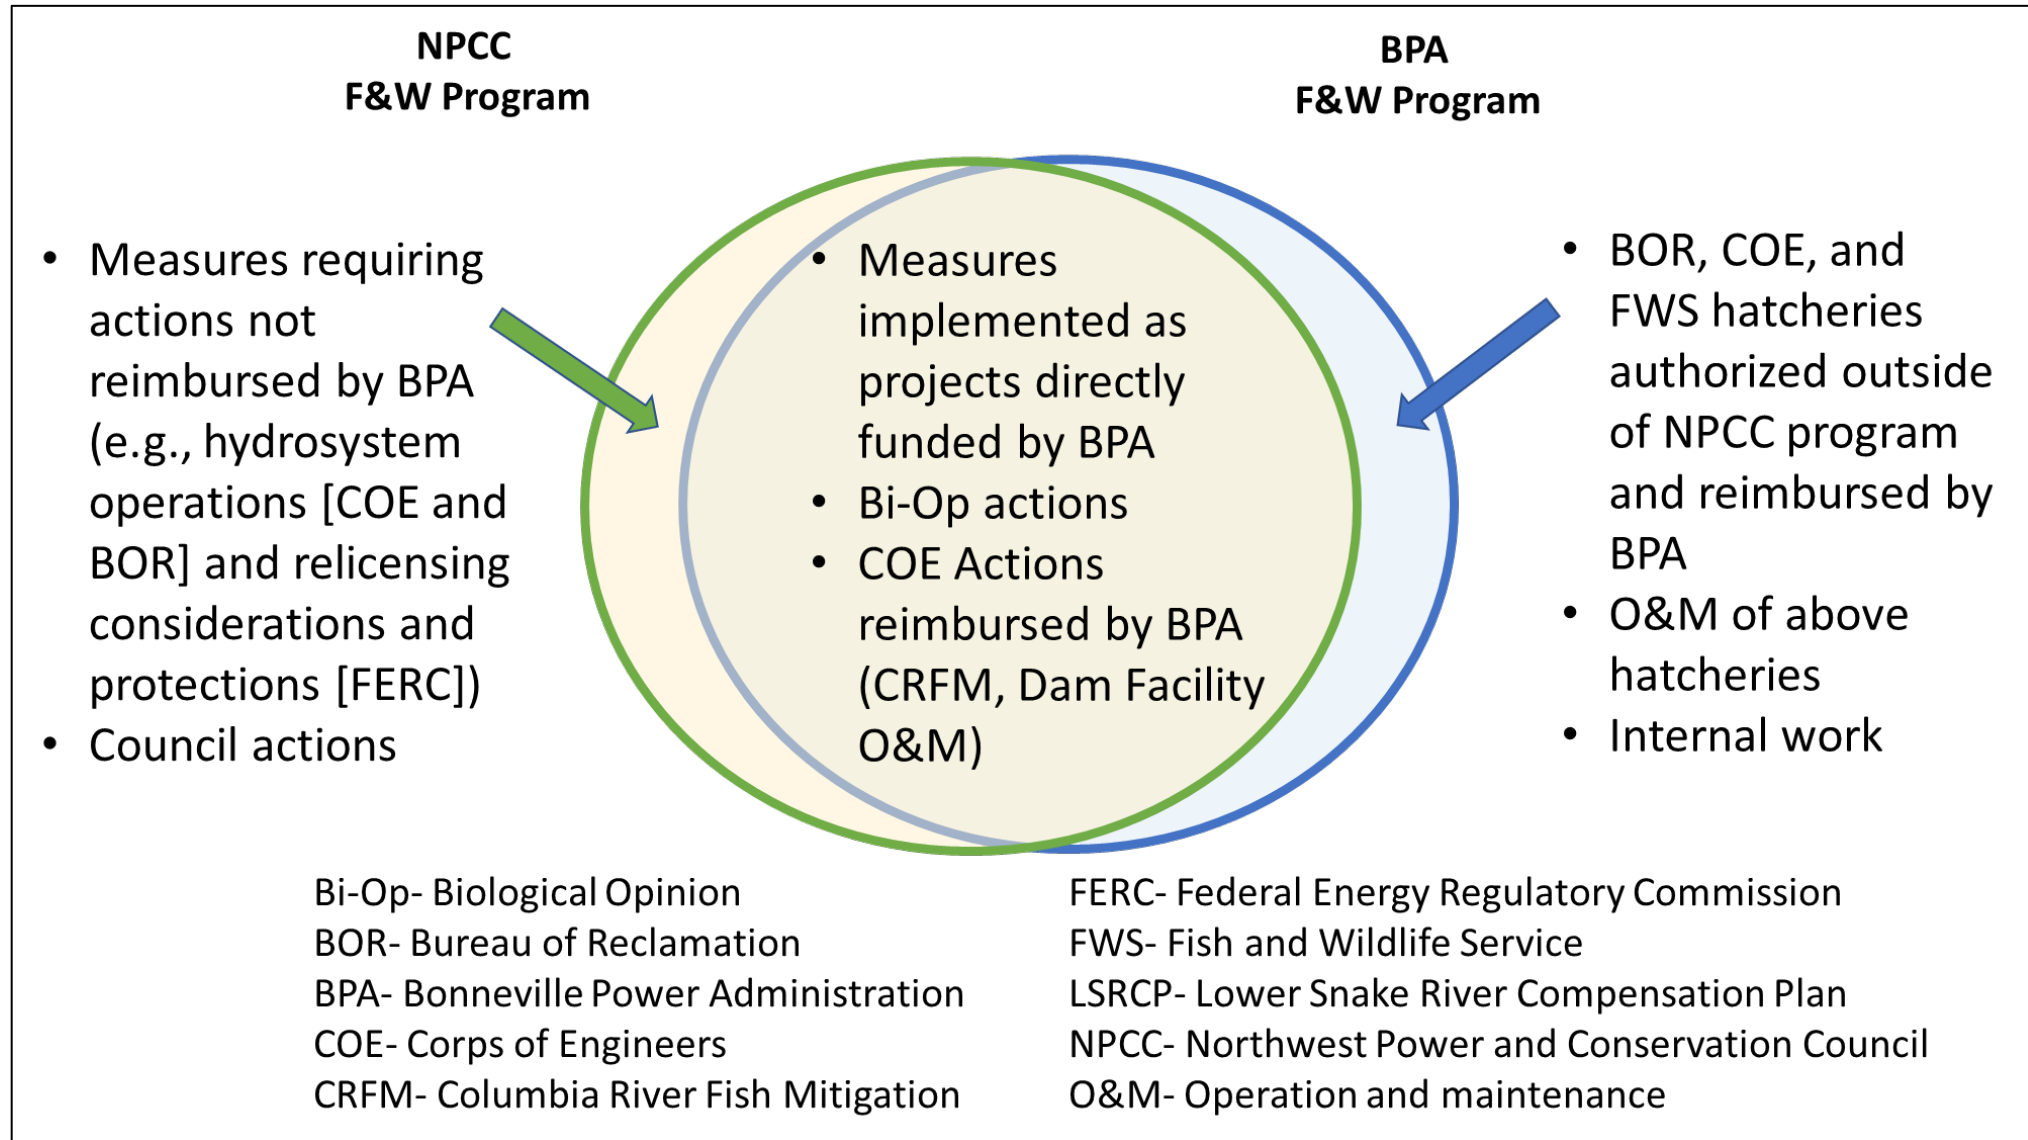 NPCC
F&W Program
BPA
F&W Program
• Measures requiring
actions not
reimbursed by BPA
(e.g., hydrosystem
operations [COE and
BOR] and relicensing
considerations and
protections [FERC])
• Council actions
• Measures
implemented as
projects directly
funded by BPA
• Bi-Op actions
• COE Actions
reimbursed by BPA
(CRFM, Dam Facility
O&M)
• BOR, COE, and
FWS hatcheries
authorized outside
of NPCC program
and reimbursed by
BPA
• O&M of above
hatcheries
• Internal work
Bi-Op- Biological Opinion
BOR- Bureau of Reclamation
BPA- Bonneville Power Administration
COE- Corps of Engineers
CRFM- Columbia River Fish Mitigation
FERC- Federal Energy Regulatory Commission
FWS- Fish and Wildlife Service
LSRCP- Lower Snake River Compensation Plan
NPCC- Northwest Power and Conservation Council
O&M- Operation and maintenance